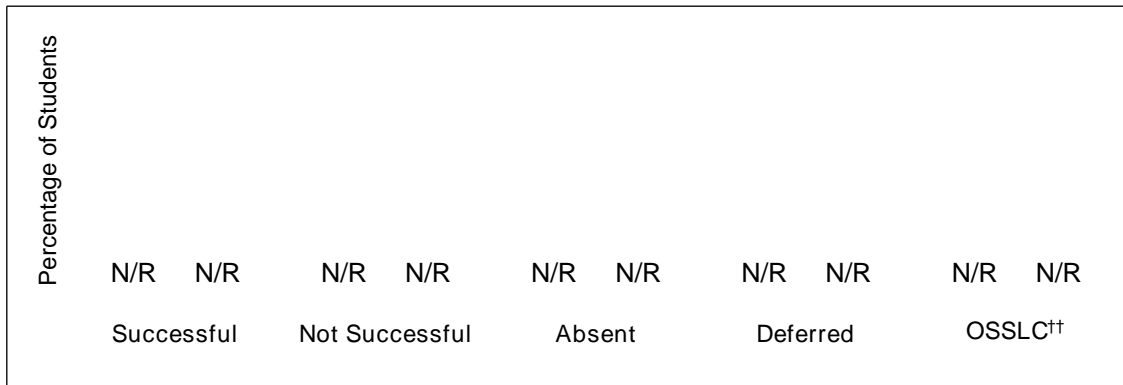 Percentage of Students
N/R N/R N/R N/R N/R N/R N/R N/R N/R N/R
Successful Not Successful Absent Deferred OSSLC††